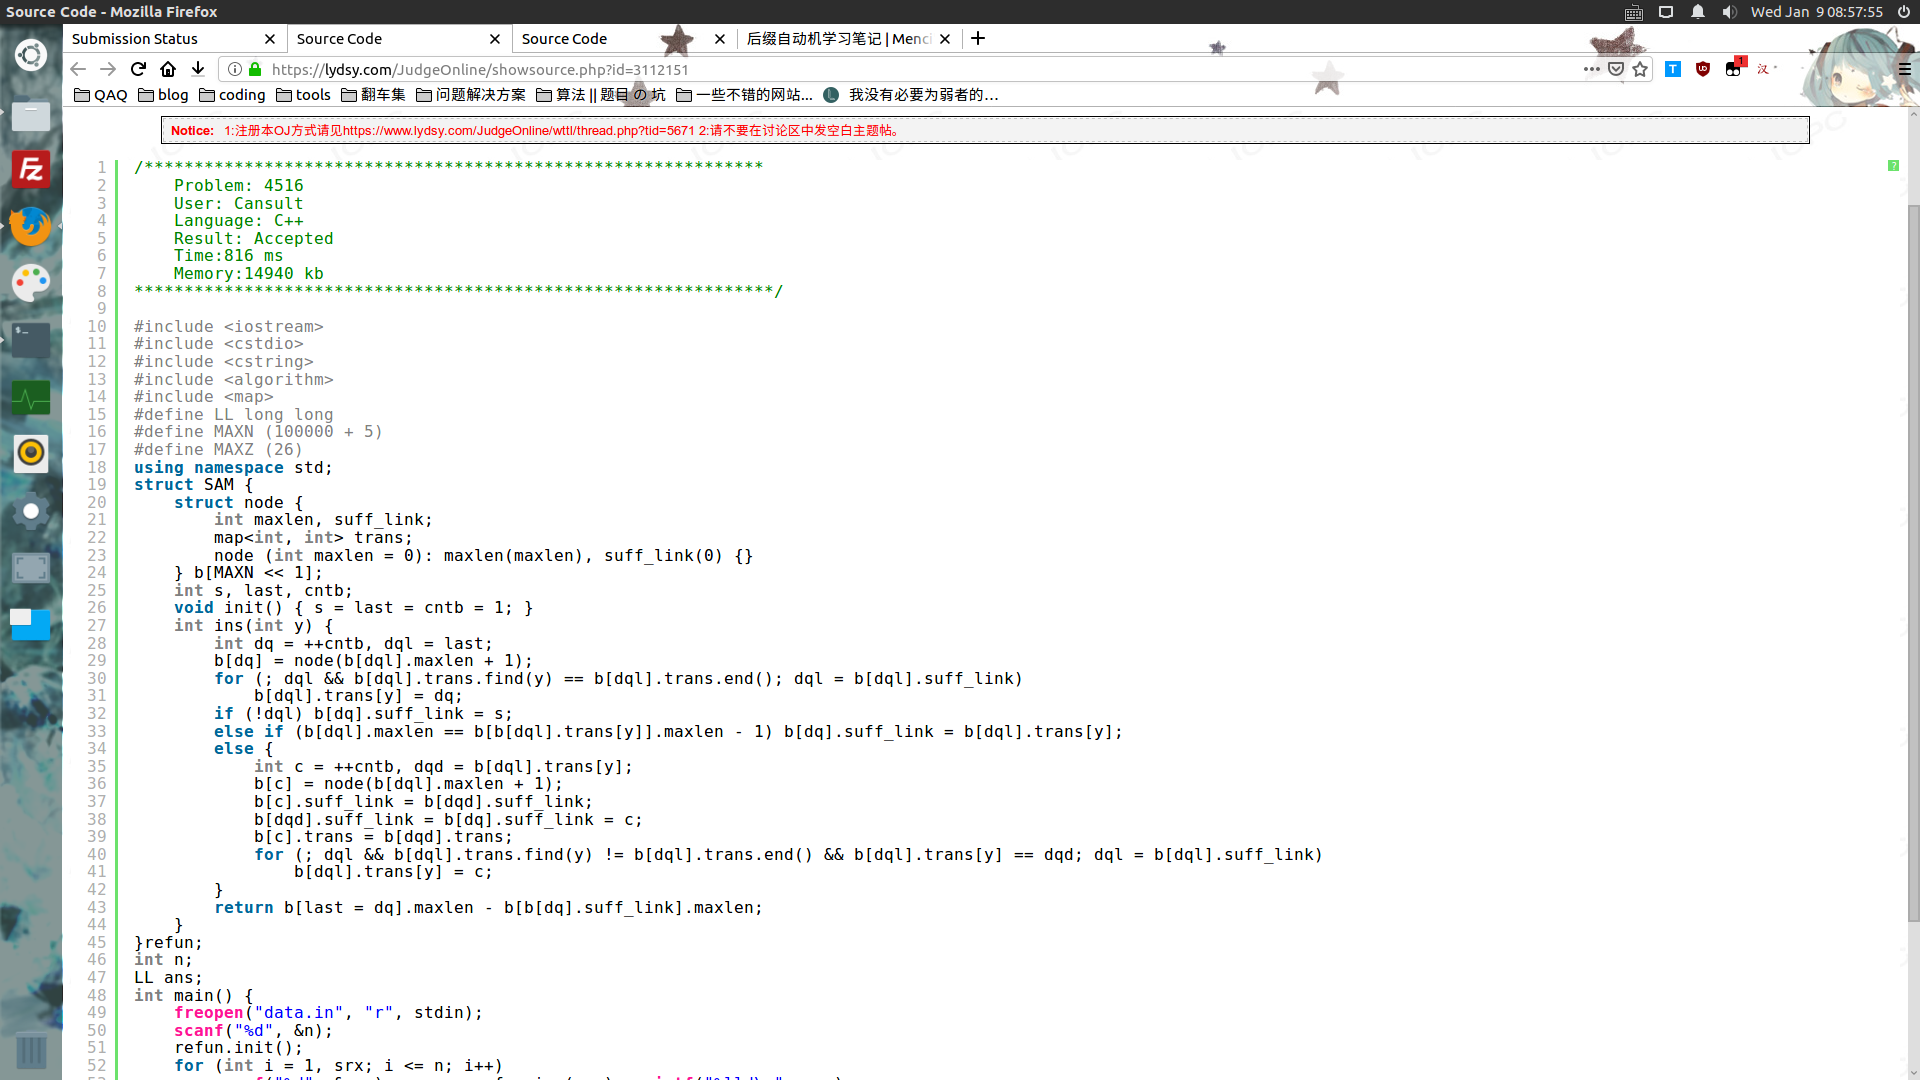 Source Code - Mozilla Firefox
Wed Jan 9 08:57:55
Submission Status
Source Code
Source Code
后缀自动机学习笔记 | Menci
https://lydsy.com/JudgeOnline/showsource.php?id=3112151
QAQ blog coding tools 翻车集 问题解决方案 算法 || 题目 の 坑 一些不错的网站... 我没有必要为弱者的...
Notice: 1:注册本OJ方式请见https://www.lydsy.com/JudgeOnline/wttl/thread.php?tid=5671 2:请不要在讨论区中发空白主题帖。
1 /**************************************************************
2     Problem: 4516
3     User: Cansult
4     Language: C++
5     Result: Accepted
6     Time:816 ms
7     Memory:14940 kb
8 ****************************************************************/
9
10 #include <iostream>
11 #include <cstdio>
12 #include <cstring>
13 #include <algorithm>
14 #include <map>
15 #define LL long long
16 #define MAXN (100000 + 5)
17 #define MAXZ (26)
18 using namespace std;
19 struct SAM {
20     struct node {
21         int maxlen, suff_link;
22         map<int, int> trans;
23         node (int maxlen = 0): maxlen(maxlen), suff_link(0) {}
24     } b[MAXN << 1];
25     int s, last, cntb;
26     void init() { s = last = cntb = 1; }
27     int ins(int y) {
28         int dq = ++cntb, dql = last;
29         b[dq] = node(b[dql].maxlen + 1);
30         for (; dql && b[dql].trans.find(y) == b[dql].trans.end(); dql = b[dql].suff_link)
31             b[dql].trans[y] = dq;
32         if (!dql) b[dq].suff_link = s;
33         else if (b[dql].maxlen == b[b[dql].trans[y]].maxlen - 1) b[dq].suff_link = b[dql].trans[y];
34         else {
35             int c = ++cntb, dqd = b[dql].trans[y];
36             b[c] = node(b[dql].maxlen + 1);
37             b[c].suff_link = b[dqd].suff_link;
38             b[dqd].suff_link = b[dq].suff_link = c;
39             b[c].trans = b[dqd].trans;
40             for (; dql && b[dql].trans.find(y) != b[dql].trans.end() && b[dql].trans[y] == dqd; dql = b[dql].suff_link)
41                 b[dql].trans[y] = c;
42         }
43         return b[last = dq].maxlen - b[b[dq].suff_link].maxlen;
44     }
45 }refun;
46 int n;
47 LL ans;
48 int main() {
49     freopen("data.in", "r", stdin);
50     scanf("%d", &n);
51     refun.init();
52     for (int i = 1, srx; i <= n; i++)